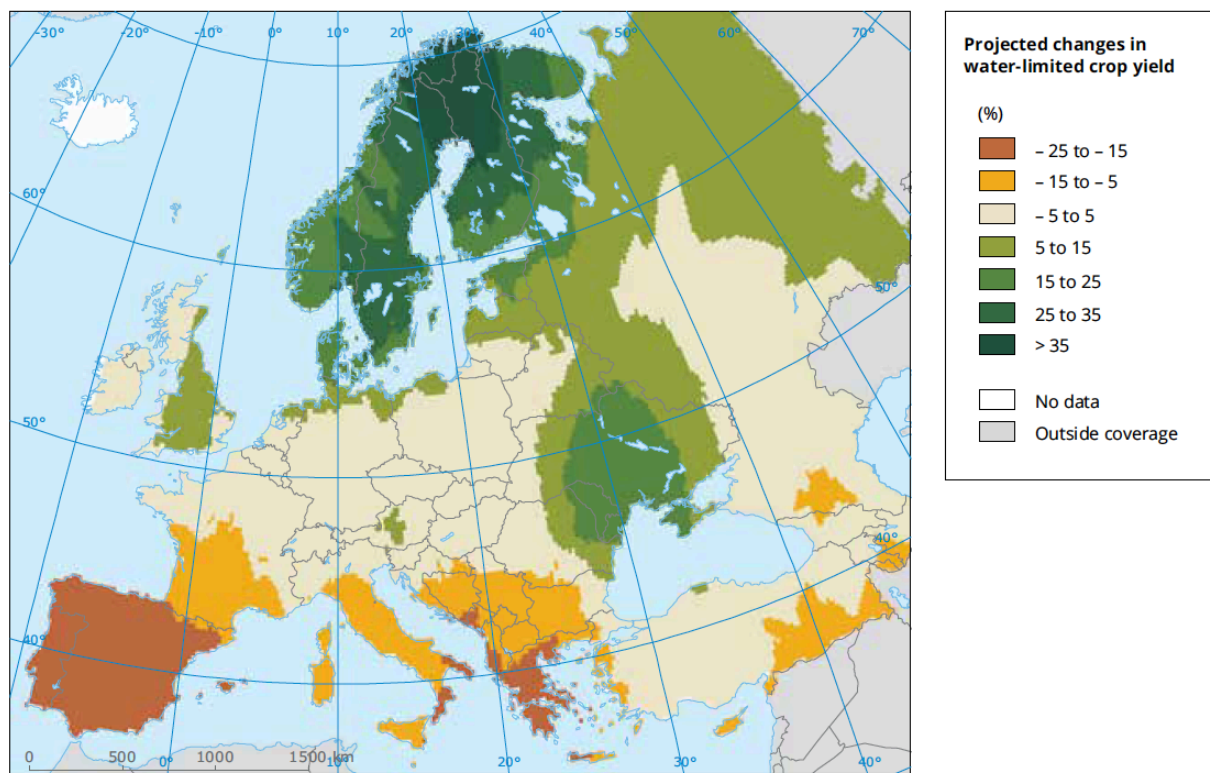 -30° -20° -10° 0° 10° 20° 30° 40° 50° 60° 70°
60°
50°
50°
40°
40°
0 500 1000 1500 km
0° 10° 20° 30° 40°
Projected changes in
water-limited crop yield
(%)
– 25 to – 15
– 15 to – 5
– 5 to 5
5 to 15
15 to 25
25 to 35
> 35
No data
Outside coverage